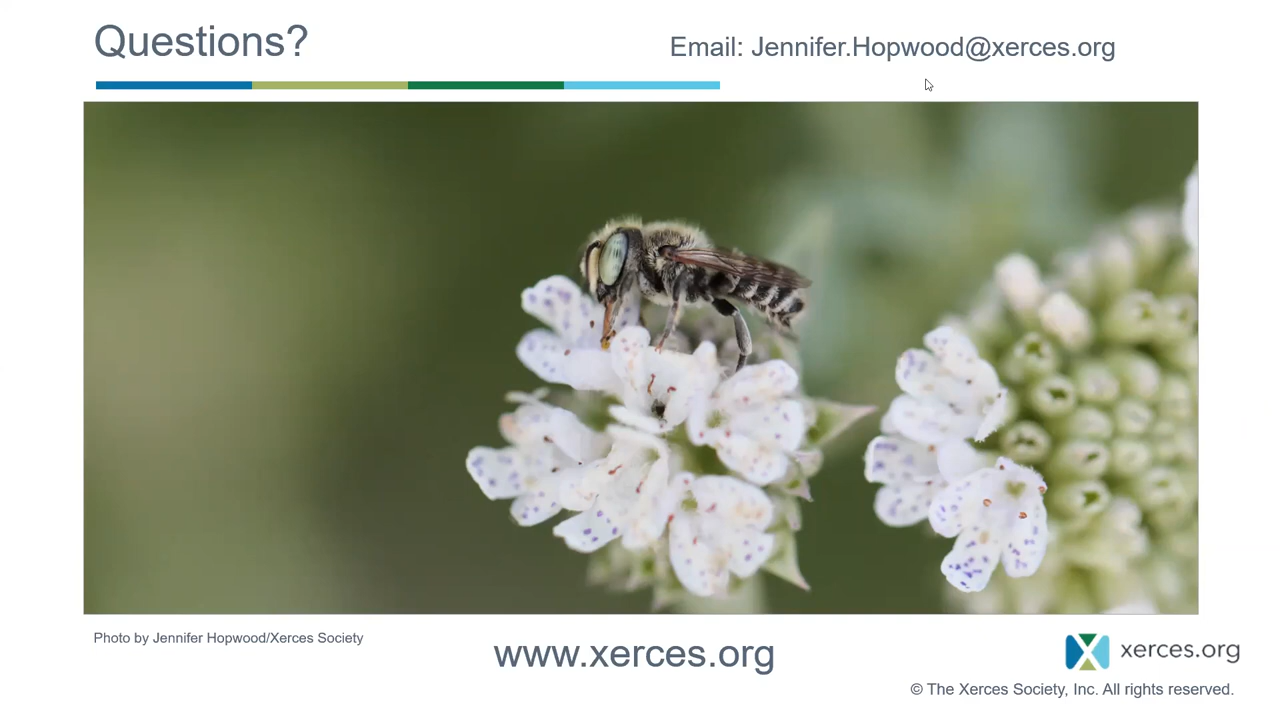 Questions?
Email: Jennifer.Hopwood@xerces.org
Photo by Jennifer Hopwood/Xerces Society
www.xerces.org
xerces.org
© The Xerces Society, Inc. All rights reserved.